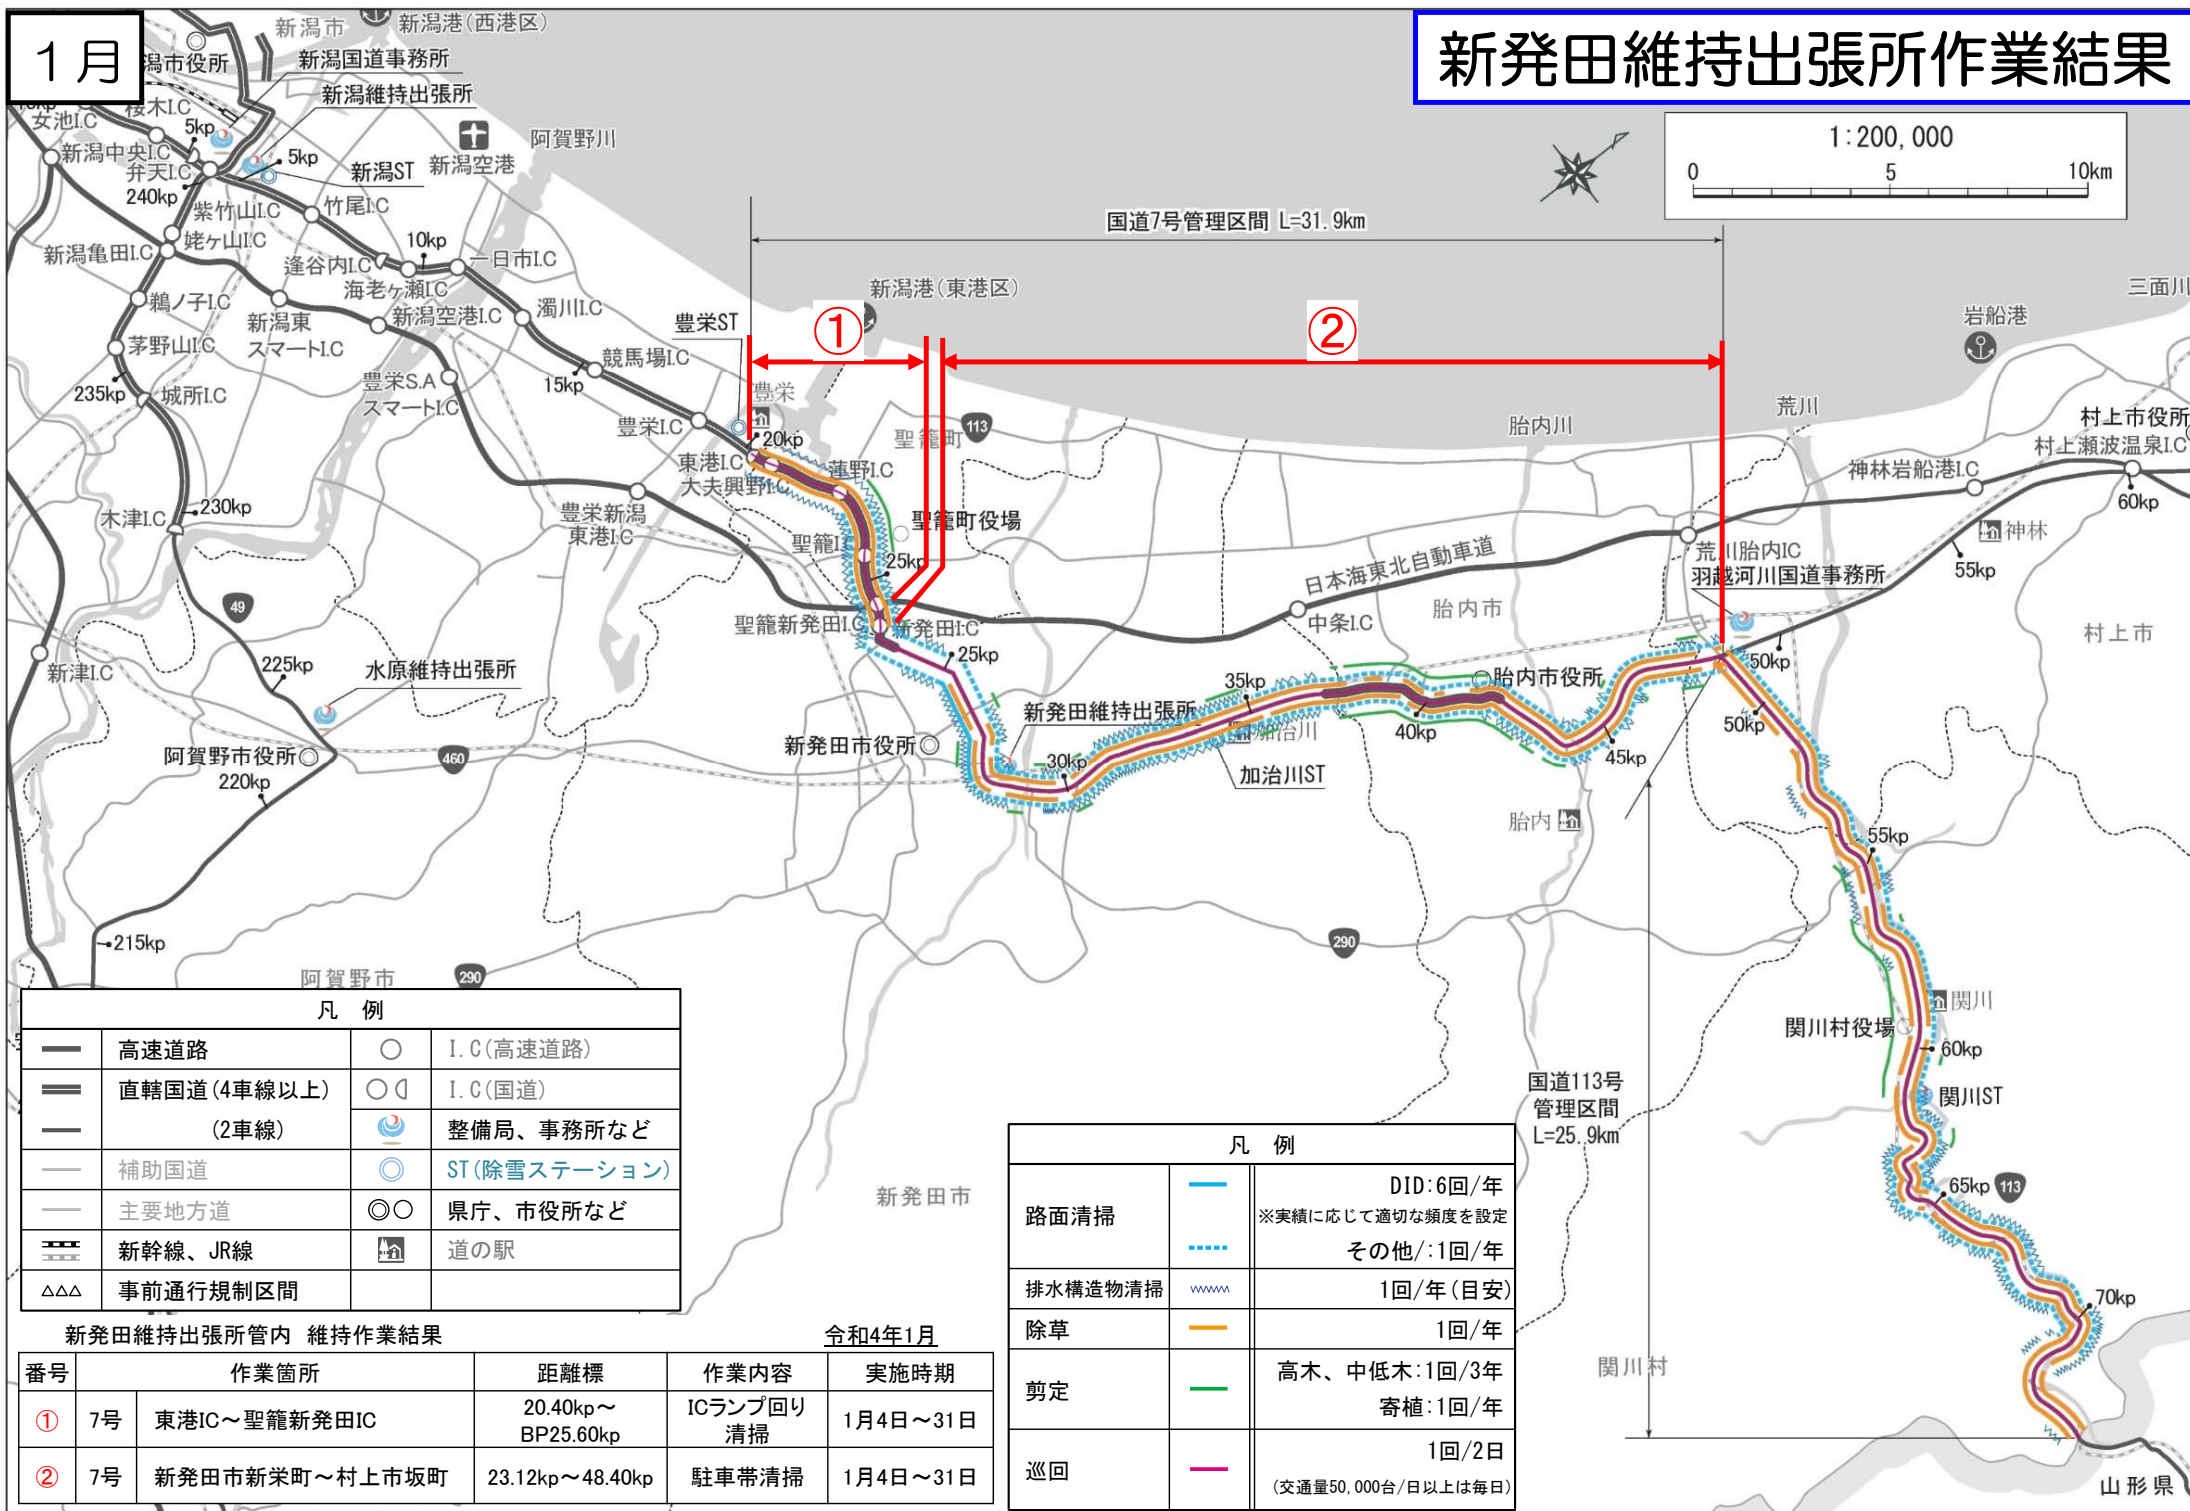 1月
新発田維持出張所作業結果
新潟市
新潟港(西港区)
潟市役所
新潟国道事務所
新潟維持出張所
桜木I.C
女池I.C
5kp
新潟中央I.C
弁天I.C
5kp
新潟ST
240kp
新潟空港
阿賀野川
紫竹山I.C
竹尾I.C
姥ヶ山I.C
新潟亀田I.C
10kp
逢谷内I.C
一日市I.C
海老ヶ瀬I.C
鵜ノ子I.C
新潟東
スマートI.C
新潟空港I.C
濁川I.C
茅野山I.C
豊栄ST
競馬場I.C
15kp
豊栄S.A
スマートI.C
235kp
城所I.C
豊栄I.C
1:200,000
0
5
10km
国道7号管理区間 L=31.9km
新潟港(東港区)
①
②
三面川
岩船港
豊栄
20kp
聖籠町
113
胎内川
荒川
村上市役所
村上瀬波温泉I.C
神林岩船港I.C
60kp
東港I.C
大夫興野I.C
蓮野I.C
230kp
木津I.C
豊栄新潟
東港I.C
聖籠町役場
聖籠I.
25kp
神林
55kp
荒川胎内IC
羽越河川国道事務所
日本海東北自動車道
49
聖籠新発田I.C
新発田I.C
中条I.C
胎内市
村上市
25kp
50kp
新津I.C
225kp
水原維持出張所
35kp
胎内市役所
新発田維持出張所
50kp
40kp
45kp
阿賀野市役所
220kp
460
新発田市役所
30kp
加治川
加治川ST
胎内
55kp
215kp
290
290
阿賀野市
関川
関川村役場
60kp
国道113号
管理区間
L=25.9km
関川ST
新発田市
65kp
113
70kp
関川村
山形県
凡 例
高速道路
I.C(高速道路)
直轄国道(4車線以上)
I.C(国道)
(2車線)
整備局、事務所など
補助国道
ST(除雪ステーション)
主要地方道
県庁、市役所など
新幹線、JR線
道の駅
事前通行規制区間
凡 例
路面清掃
DID:6回/年
※実績に応じて適切な頻度を設定
その他/:1回/年
排水構造物清掃
1回/年(目安)
除草
1回/年
剪定
高木、中低木:1回/3年
寄植:1回/年
巡回
1回/2日
(交通量50,000台/日以上は毎日)
新発田維持出張所管内 維持作業結果
令和4年1月
番号 作業箇所 距離標 作業内容 実施時期
① 7号 東港IC～聖籠新発田IC 20.40kp～ BP25.60kp ICランプ回り 清掃 1月4日～31日
② 7号 新発田市新栄町～村上市坂町 23.12kp～48.40kp 駐車帯清掃 1月4日～31日